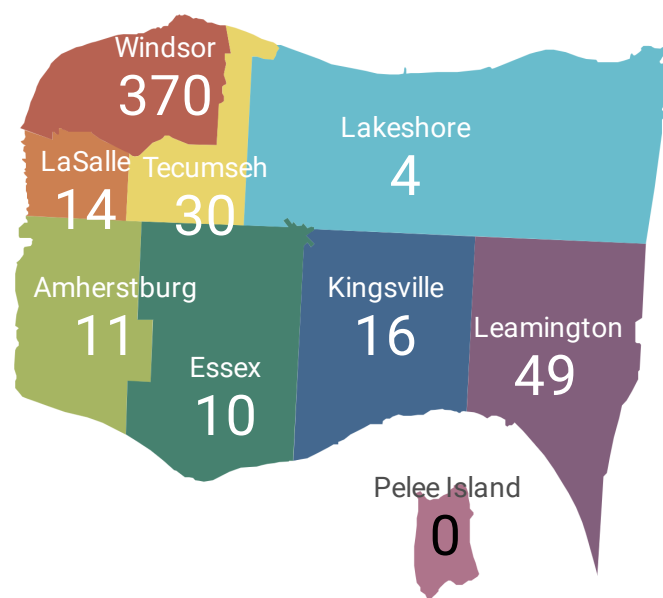 Windsor
370
Lakeshore
4
LaSalle
14
Tecumseh
30
Amherstburg
11
Essex
10
Kingsville
16
Leamington
49
Pelee Island
0